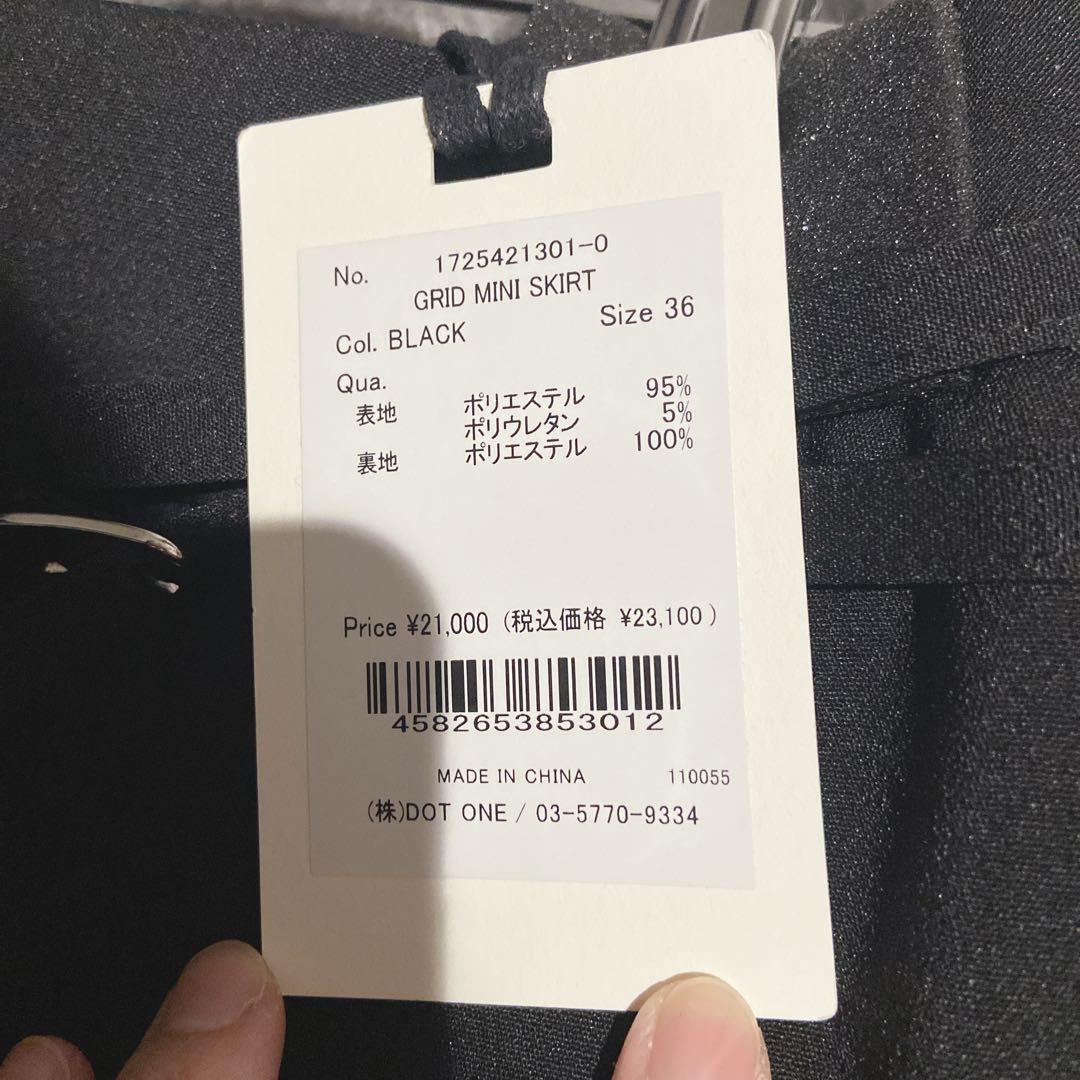 No. 1725421301-0
GRID MINI SKIRT
Col. BLACK Size 36
Qua.
表地 ポリエステル 95%
ポリウレタン 5%
裏地 ポリエステル 100%
Price ¥21,000 (税込価格 ¥23,100)
4582653853012
MADE IN CHINA 110055
(株)DOT ONE / 03-5770-9334